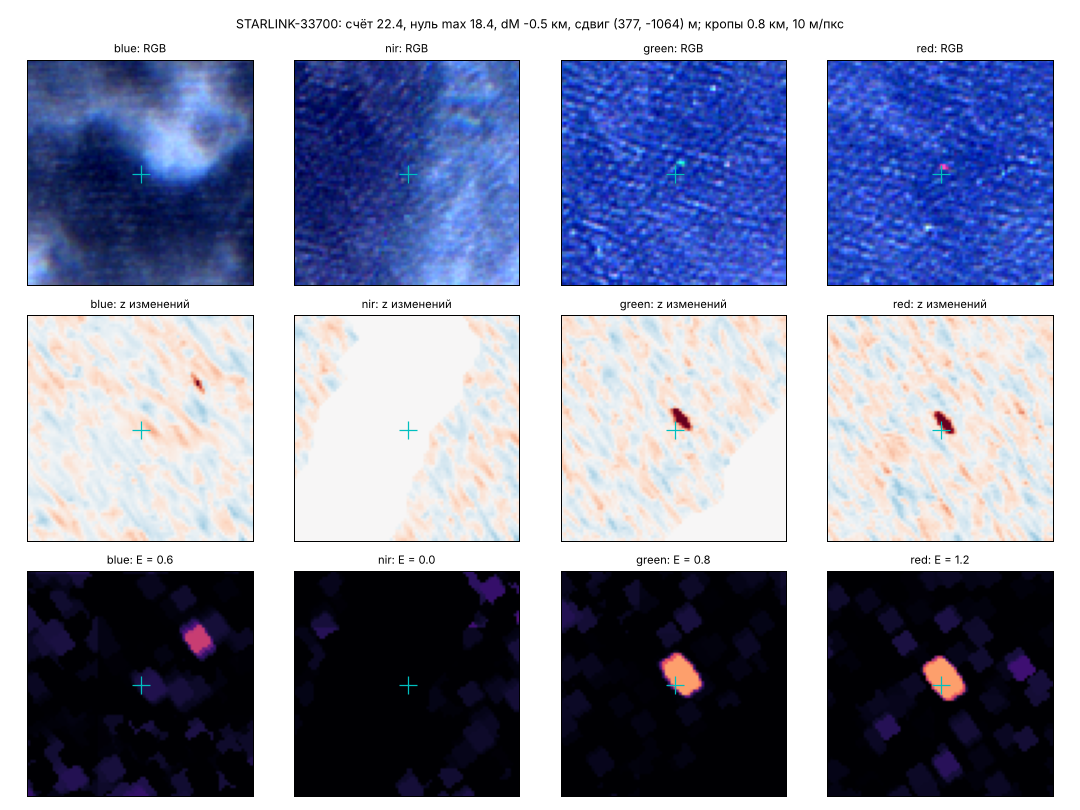 STARLINK-33700: счёт 22.4, нуль max 18.4, dM -0.5 км, сдвиг (377, -1064) м; кропы 0.8 км, 10 м/пкс
blue: RGB nir: RGB green: RGB red: RGB
blue: z изменений nir: z изменений green: z изменений red: z изменений
blue: E = 0.6 nir: E = 0.0 green: E = 0.8 red: E = 1.2